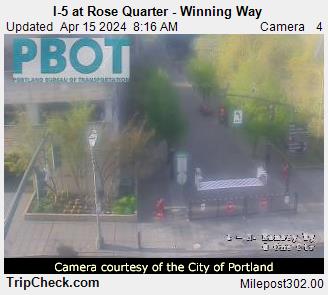 I-5 at Rose Quarter - Winning Way
Updated Apr 15 2024 8:16 AM Camera 4
PBOT
PORTLAND BUREAU OF TRANSPORTATION
Camera courtesy of the City of Portland
TripCheck.com Milepost302.00